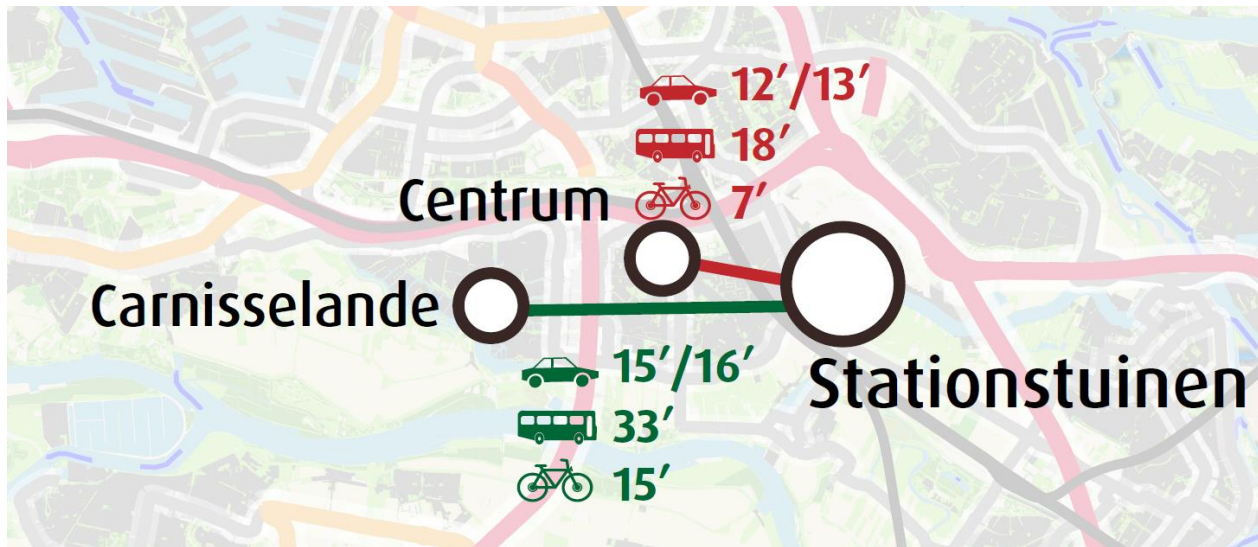 12′/13′
18′
Centrum 7′
Carnisselande
15′/16′
Stationstuinen
33′
15′